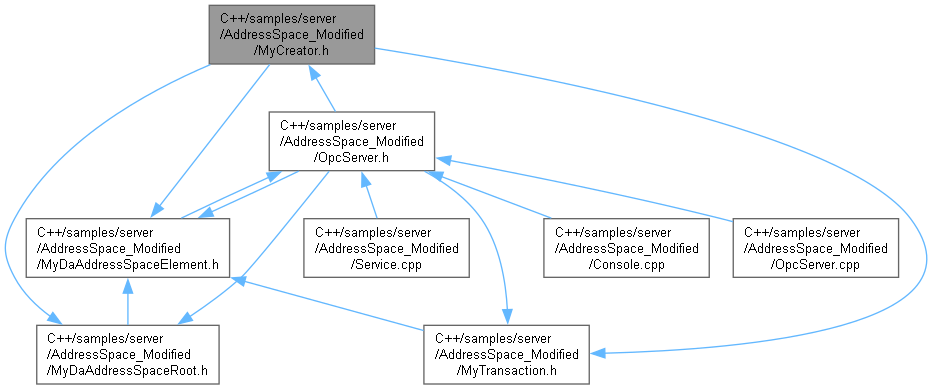 C++/samples/server
/AddressSpace_Modified
/MyCreator.h
C++/samples/server
/AddressSpace_Modified
/OpcServer.h
C++/samples/server
/AddressSpace_Modified
/MyDaAddressSpaceElement.h
C++/samples/server
/AddressSpace_Modified
/Service.cpp
C++/samples/server
/AddressSpace_Modified
/Console.cpp
C++/samples/server
/AddressSpace_Modified
/OpcServer.cpp
C++/samples/server
/AddressSpace_Modified
/MyDaAddressSpaceRoot.h
C++/samples/server
/AddressSpace_Modified
/MyTransaction.h